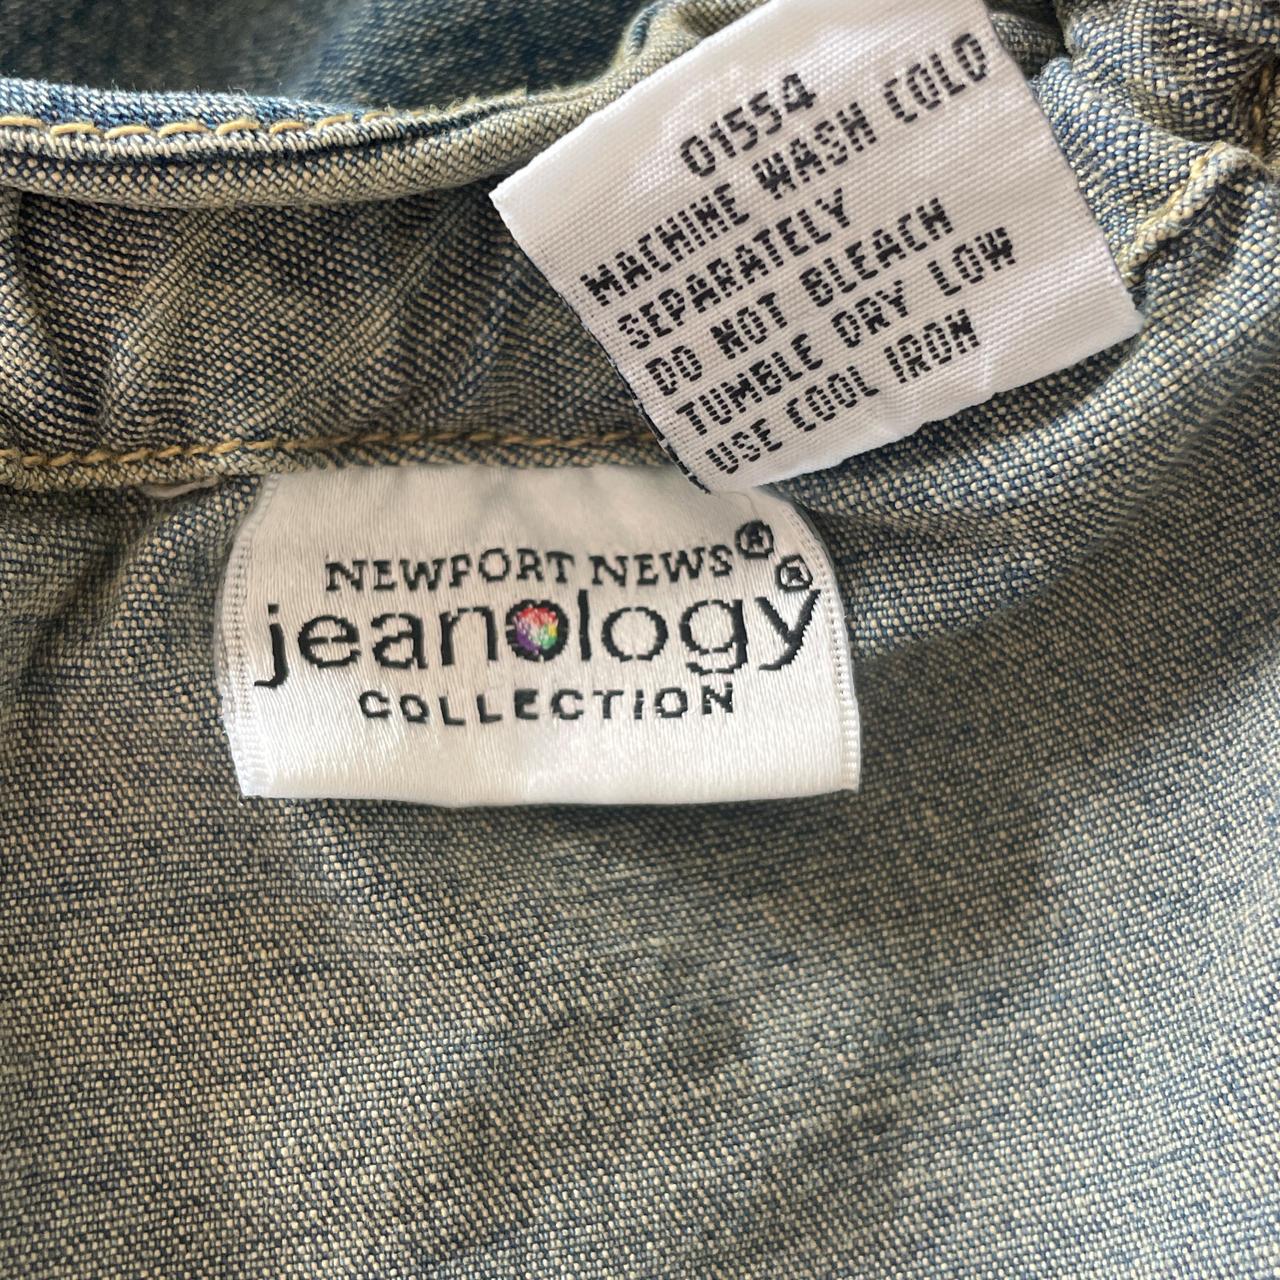 01554
MACHINE WASH COLD
SEPARATELY
DO NOT BLEACH
TUMBLE DRY LOW
USE COOL IRON
NEWPORT NEWS®
jeanology®
COLLECTION